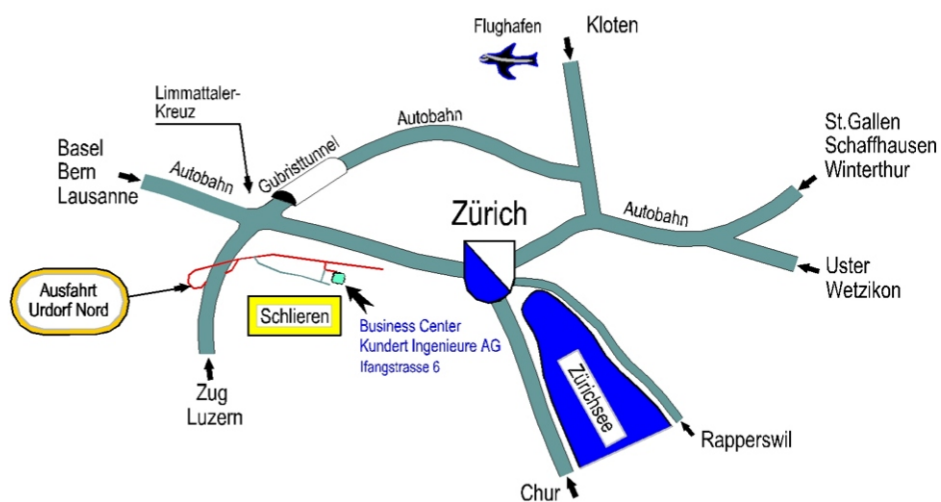 Flughafen
Kloten
Limmattaler-
Kreuz
Autobahn
Gubristtunnel
St.Gallen
Schaffhausen
Winterthur
Basel
Bern
Lausanne
Autobahn
Zürich
Autobahn
Uster
Wetzikon
Ausfahrt
Urdorf Nord
Schlieren
Business Center
Kundert Ingenieure AG
Ifangstrasse 6
Zug
Luzern
Zürichsee
Rapperswil
Chur